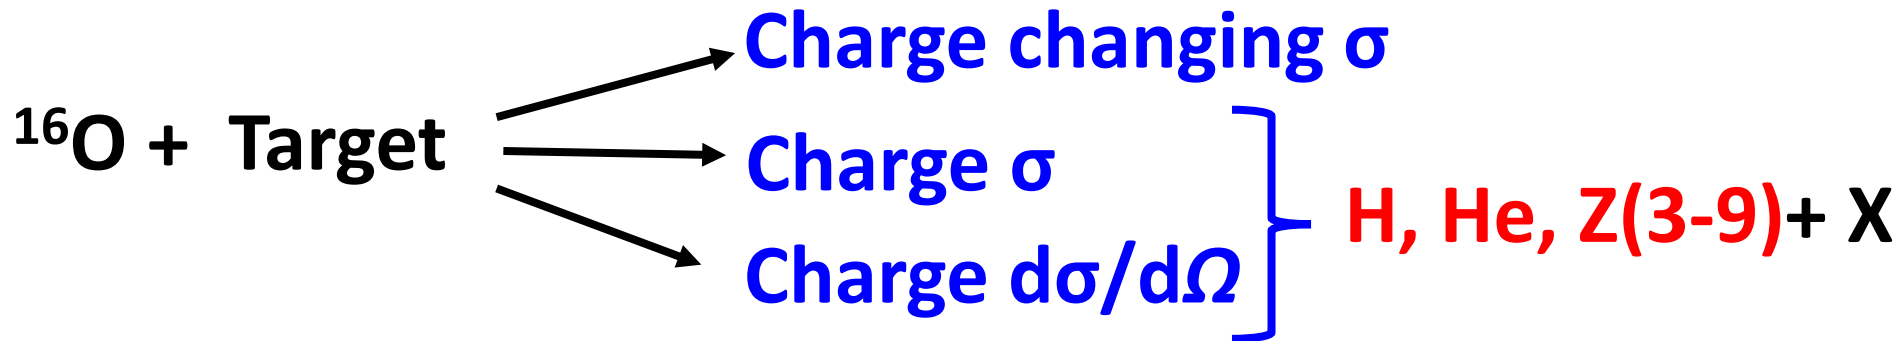 Charge changing σ
¹⁶O + Target
Charge σ
H, He, Z(3-9)+ X
Charge dσ/dΩ